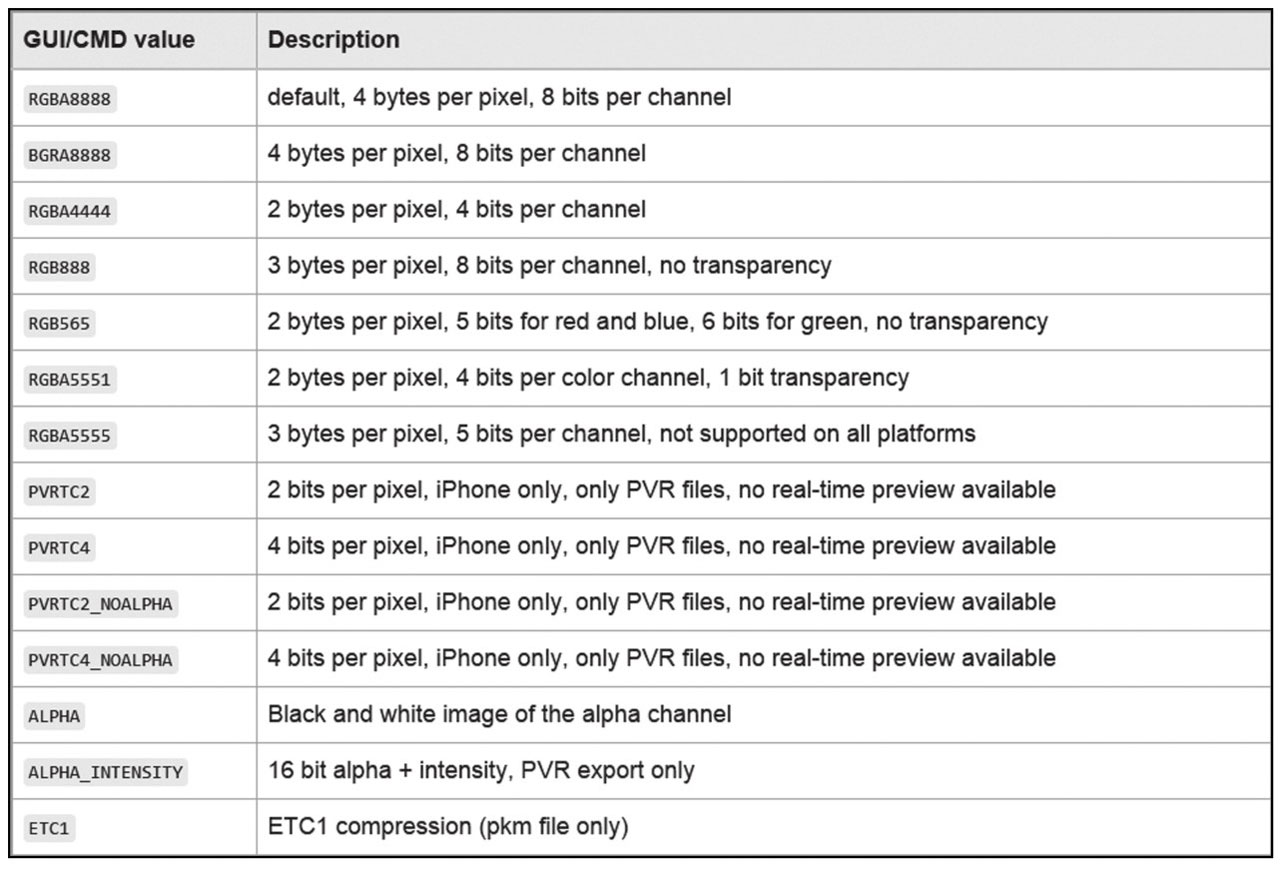 GUI/CMD value Description
RGBA8888 default, 4 bytes per pixel, 8 bits per channel
BGRA8888 4 bytes per pixel, 8 bits per channel
RGBA4444 2 bytes per pixel, 4 bits per channel
RGB888 3 bytes per pixel, 8 bits per channel, no transparency
RGB565 2 bytes per pixel, 5 bits for red and blue, 6 bits for green, no transparency
RGBA5551 2 bytes per pixel, 4 bits per color channel, 1 bit transparency
RGBA5555 3 bytes per pixel, 5 bits per channel, not supported on all platforms
PVRTC2 2 bits per pixel, iPhone only, only PVR files, no real-time preview available
PVRTC4 4 bits per pixel, iPhone only, only PVR files, no real-time preview available
PVRTC2_NOALPHA 2 bits per pixel, iPhone only, only PVR files, no real-time preview available
PVRTC4_NOALPHA 4 bits per pixel, iPhone only, only PVR files, no real-time preview available
ALPHA Black and white image of the alpha channel
ALPHA_INTENSITY 16 bit alpha + intensity, PVR export only
ETC1 ETC1 compression (pkm file only)